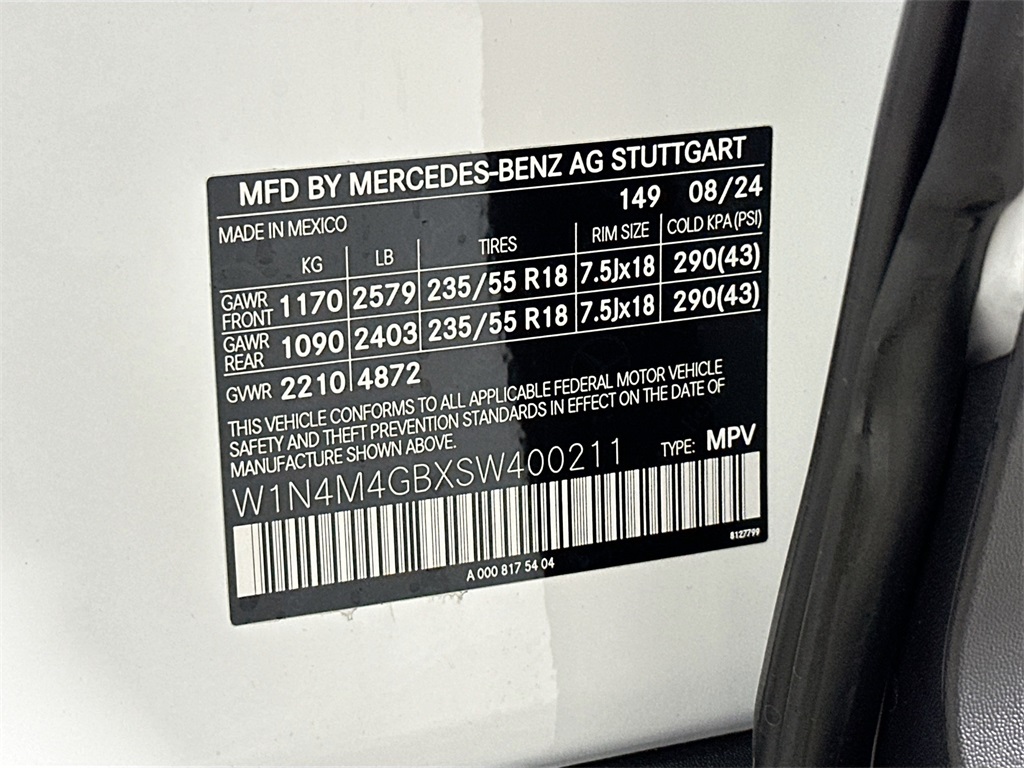 MFD BY MERCEDES-BENZ AG STUTTGART
149 08/24
MADE IN MEXICO
KG LB TIRES RIM SIZE COLD KPA (PSI)
GAWR FRONT 1170 2579 235/55 R18 7.5Jx18 290(43)
GAWR REAR 1090 2403 235/55 R18 7.5Jx18 290(43)
GVWR 2210 4872
THIS VEHICLE CONFORMS TO ALL APPLICABLE FEDERAL MOTOR VEHICLE
SAFETY AND THEFT PREVENTION STANDARDS IN EFFECT ON THE DATE OF
MANUFACTURE SHOWN ABOVE.
W1N4M4GBXSW400211 TYPE: MPV
8127799
A 000 817 54 04